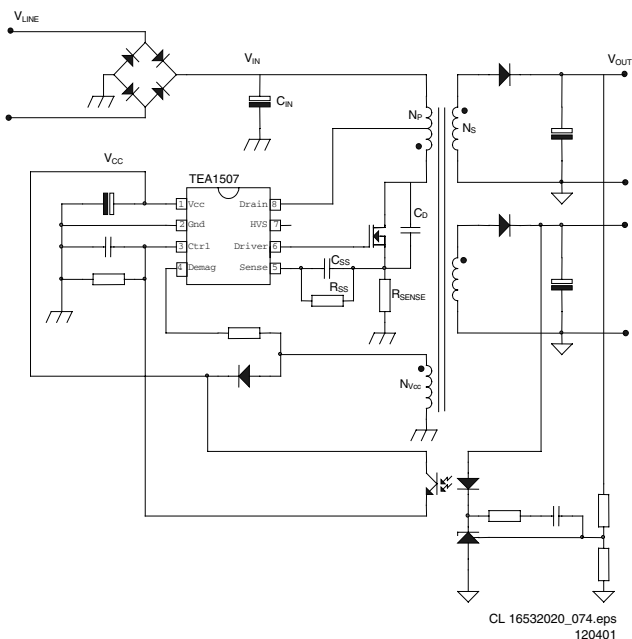 VLINE
VIN
VOUT
CIN
NP
NS
VCC
TEA1507
1 Vcc Drain 8
2 Gnd HVS 7
3 Ctrl Driver 6
4 Demag Sense 5
CD
CSS
RSS
RSENSE
NVcc
CL 16532020_074.eps
120401